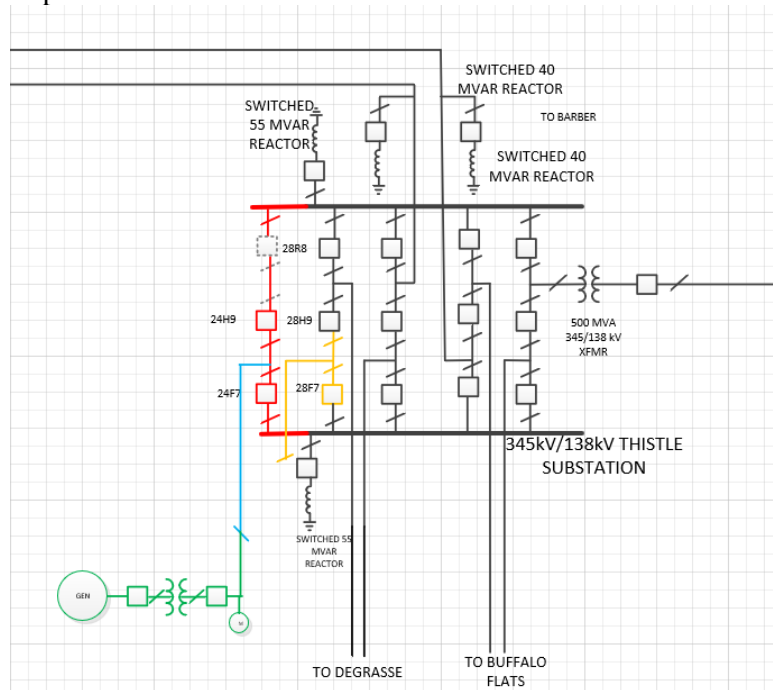 SWITCHED 40
MVAR REACTOR
SWITCHED
55 MVAR
REACTOR
TO BARBER
SWITCHED 40
MVAR REACTOR
28R8
24H9
28H9
500 MVA
345/138 kV
XFMR
24F7
28F7
345kV/138kV THISTLE
SUBSTATION
SWITCHED 55
MVAR
REACTOR
GEN
M
TO DEGRASSE
TO BUFFALO
FLATS